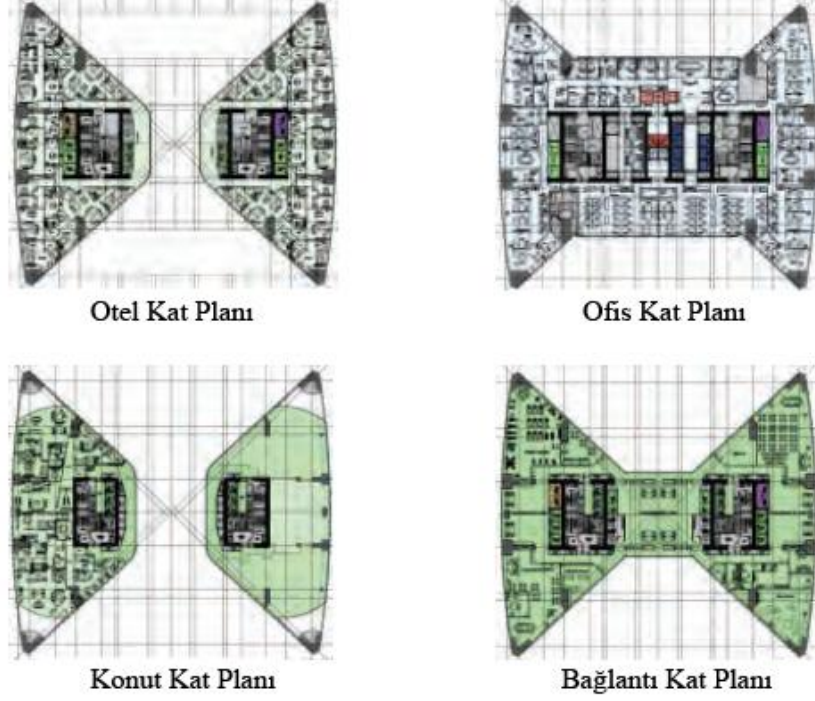 Otel Kat Planı
Ofis Kat Planı
Konut Kat Planı
Bağlantı Kat Planı